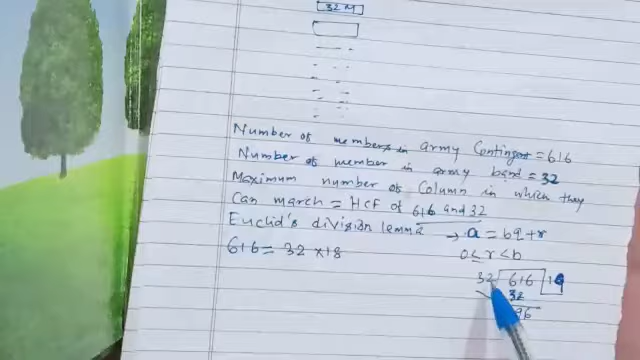 32 M
Number of members in army Contingent = 616
Number of member in army band = 32
Maximum number of Column in which they
Can march = HCF of 616 and 32
Euclid's division lemma → a = bq + r
616 = 32 × 18
0 ≤ r < b
32 616 19
32
96